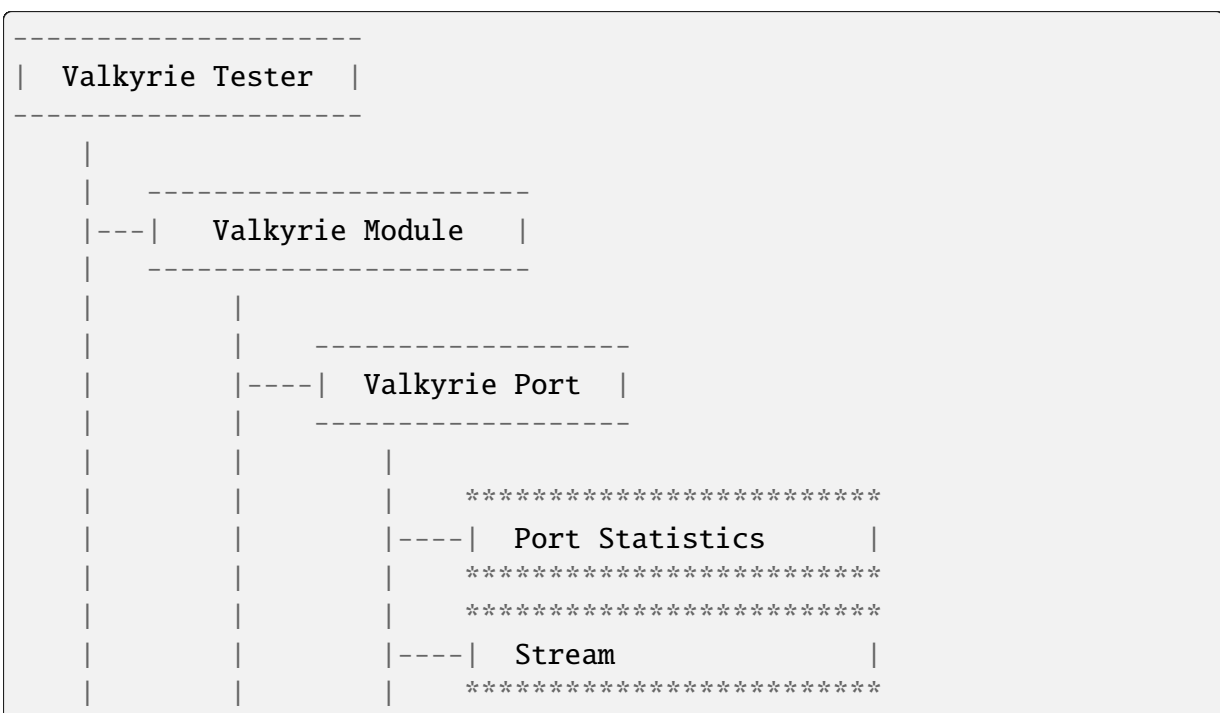 ---------------------
|  Valkyrie Tester  |
---------------------
    |
    |   -----------------------
    |---|   Valkyrie Module   |
    |   -----------------------
    |        |
    |        |    -------------------
    |        |----|  Valkyrie Port  |
    |        |    -------------------
    |        |        |
    |        |        |    *************************
    |        |        |----|  Port Statistics      |
    |        |        |    *************************
    |        |        |    *************************
    |        |        |----|  Stream               |
    |        |        |    *************************